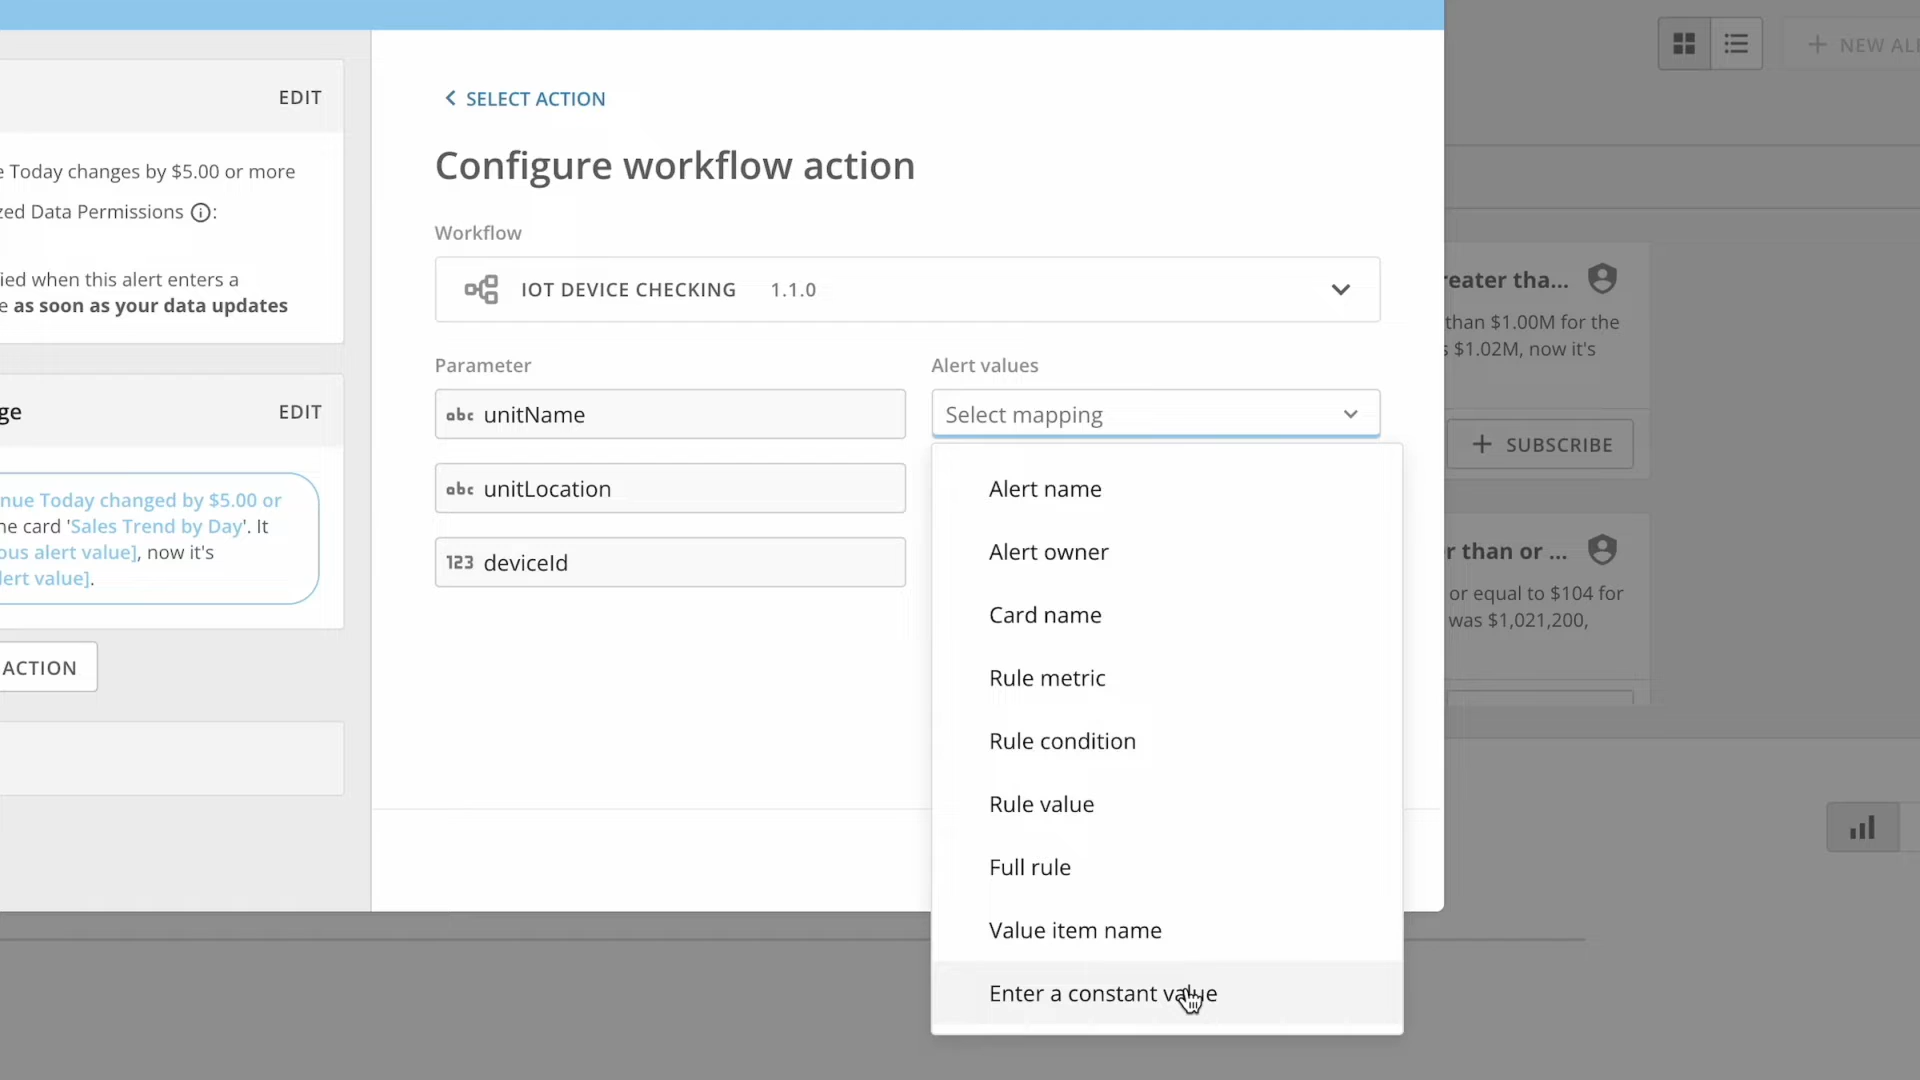 NEW ALE
EDIT
e Today changes by $5.00 or more
zed Data Permissions :
ied when this alert enters a
e as soon as your data updates
ge
EDIT
nue Today changed by $5.00 or
he card 'Sales Trend by Day'. It
ous alert value], now it's
lert value].
ACTION
SELECT ACTION
Configure workflow action
Workflow
IOT DEVICE CHECKING 1.1.0
Parameter
Alert values
abc unitName
Select mapping
abc unitLocation
123 deviceId
Alert name
Alert owner
Card name
Rule metric
Rule condition
Rule value
Full rule
Value item name
Enter a constant value
reater tha...
than $1.00M for the
s $1.02M, now it's
+ SUBSCRIBE
r than or ...
or equal to $104 for
was $1,021,200,